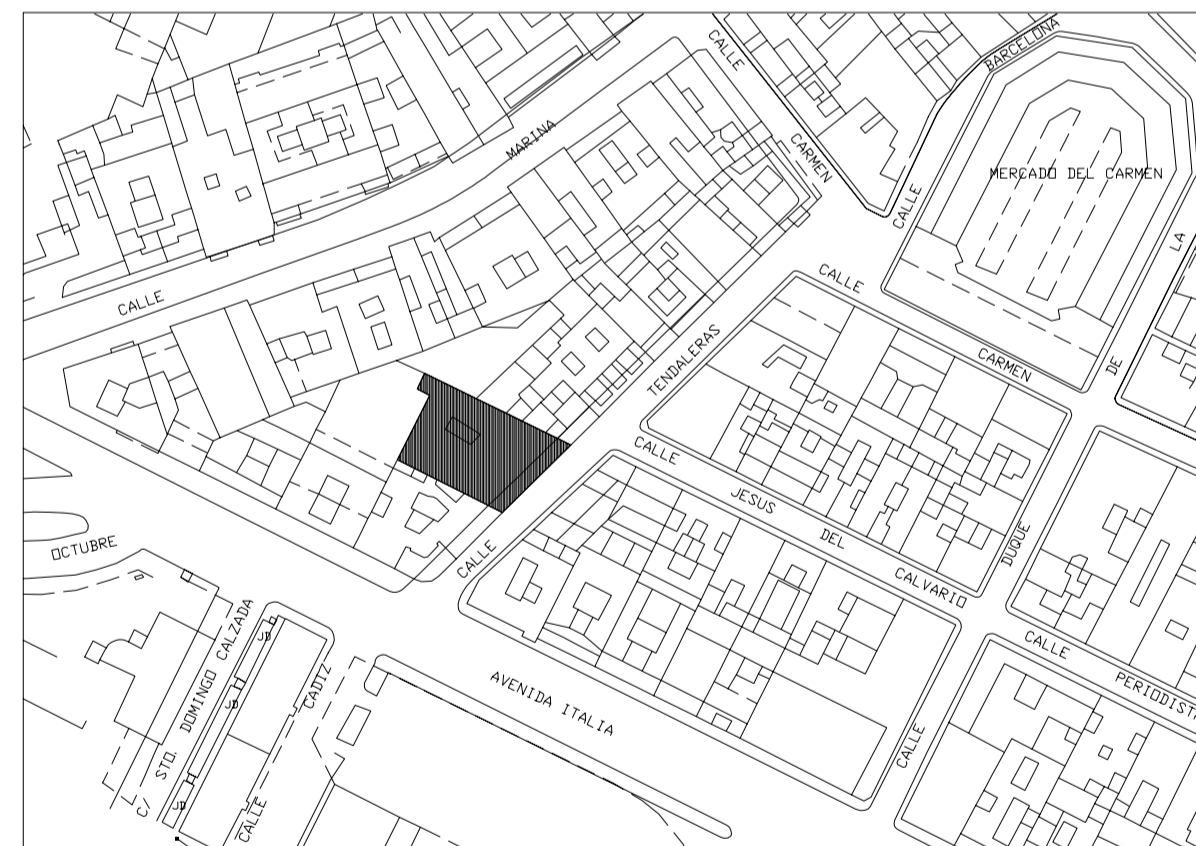 CALLE
BARCELONA
MARINA
CARMEN
MERCADO DEL CARMEN
CALLE
LA
CALLE
CALLE
TENDALERAS
CARMEN
DE
CALLE
JESUS
DEL
CALVARIO
DUQUE
OCTUBRE
CALLE
STO. DOMINGO CALZADA
C/
JD
JD
JD
CADIZ
CALLE
AVENIDA ITALIA
CALLE
CALLE
PERIODISTA